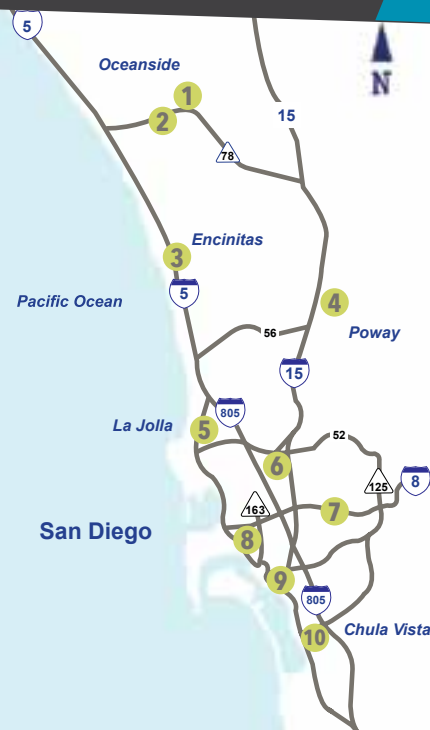 5
Oceanside
N
1
15
2
78
Encinitas
3
5
Pacific Ocean
4
56
Poway
15
805
La Jolla
5
52
6
125
8
163
7
San Diego
8
9
805
10
Chula Vista